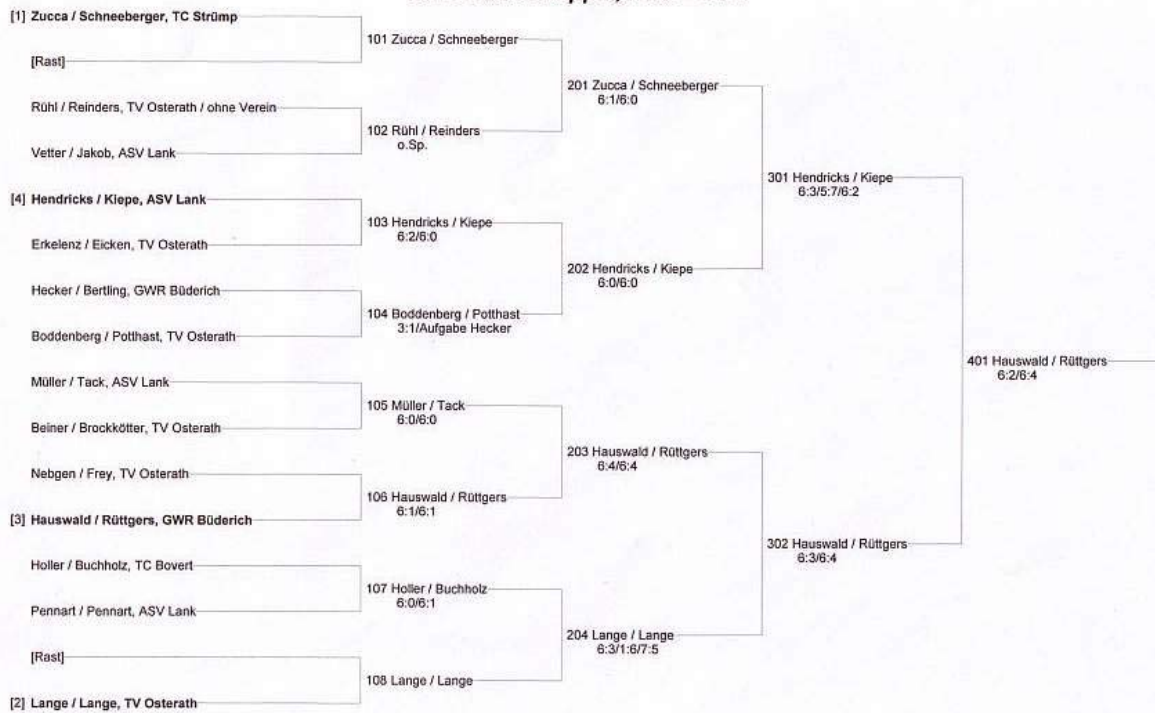 [1] Zucca / Schneeberger, TC Strümp
[Rast]
Rühl / Reinders, TV Osterath / ohne Verein
Vetter / Jakob, ASV Lank
[4] Hendricks / Kiepe, ASV Lank
Erkelenz / Eicken, TV Osterath
Hecker / Bertling, GWR Büderich
Boddenberg / Potthast, TV Osterath
Müller / Tack, ASV Lank
Beiner / Brockkötter, TV Osterath
Nebgen / Frey, TV Osterath
[3] Hauswald / Rüttgers, GWR Büderich
Holler / Buchholz, TC Bovert
Pennart / Pennart, ASV Lank
[Rast]
[2] Lange / Lange, TV Osterath
101 Zucca / Schneeberger
102 Rühl / Reinders
o.Sp.
103 Hendricks / Kiepe
6:2/6:0
104 Boddenberg / Potthast
3:1/Aufgabe Hecker
105 Müller / Tack
6:0/6:0
106 Hauswald / Rüttgers
6:1/6:1
107 Holler / Buchholz
6:0/6:1
108 Lange / Lange
201 Zucca / Schneeberger
6:1/6:0
202 Hendricks / Kiepe
6:0/6:0
203 Hauswald / Rüttgers
6:4/6:4
204 Lange / Lange
6:3/1:6/7:5
301 Hendricks / Kiepe
6:3/5:7/6:2
302 Hauswald / Rüttgers
6:3/6:4
401 Hauswald / Rüttgers
6:2/6:4